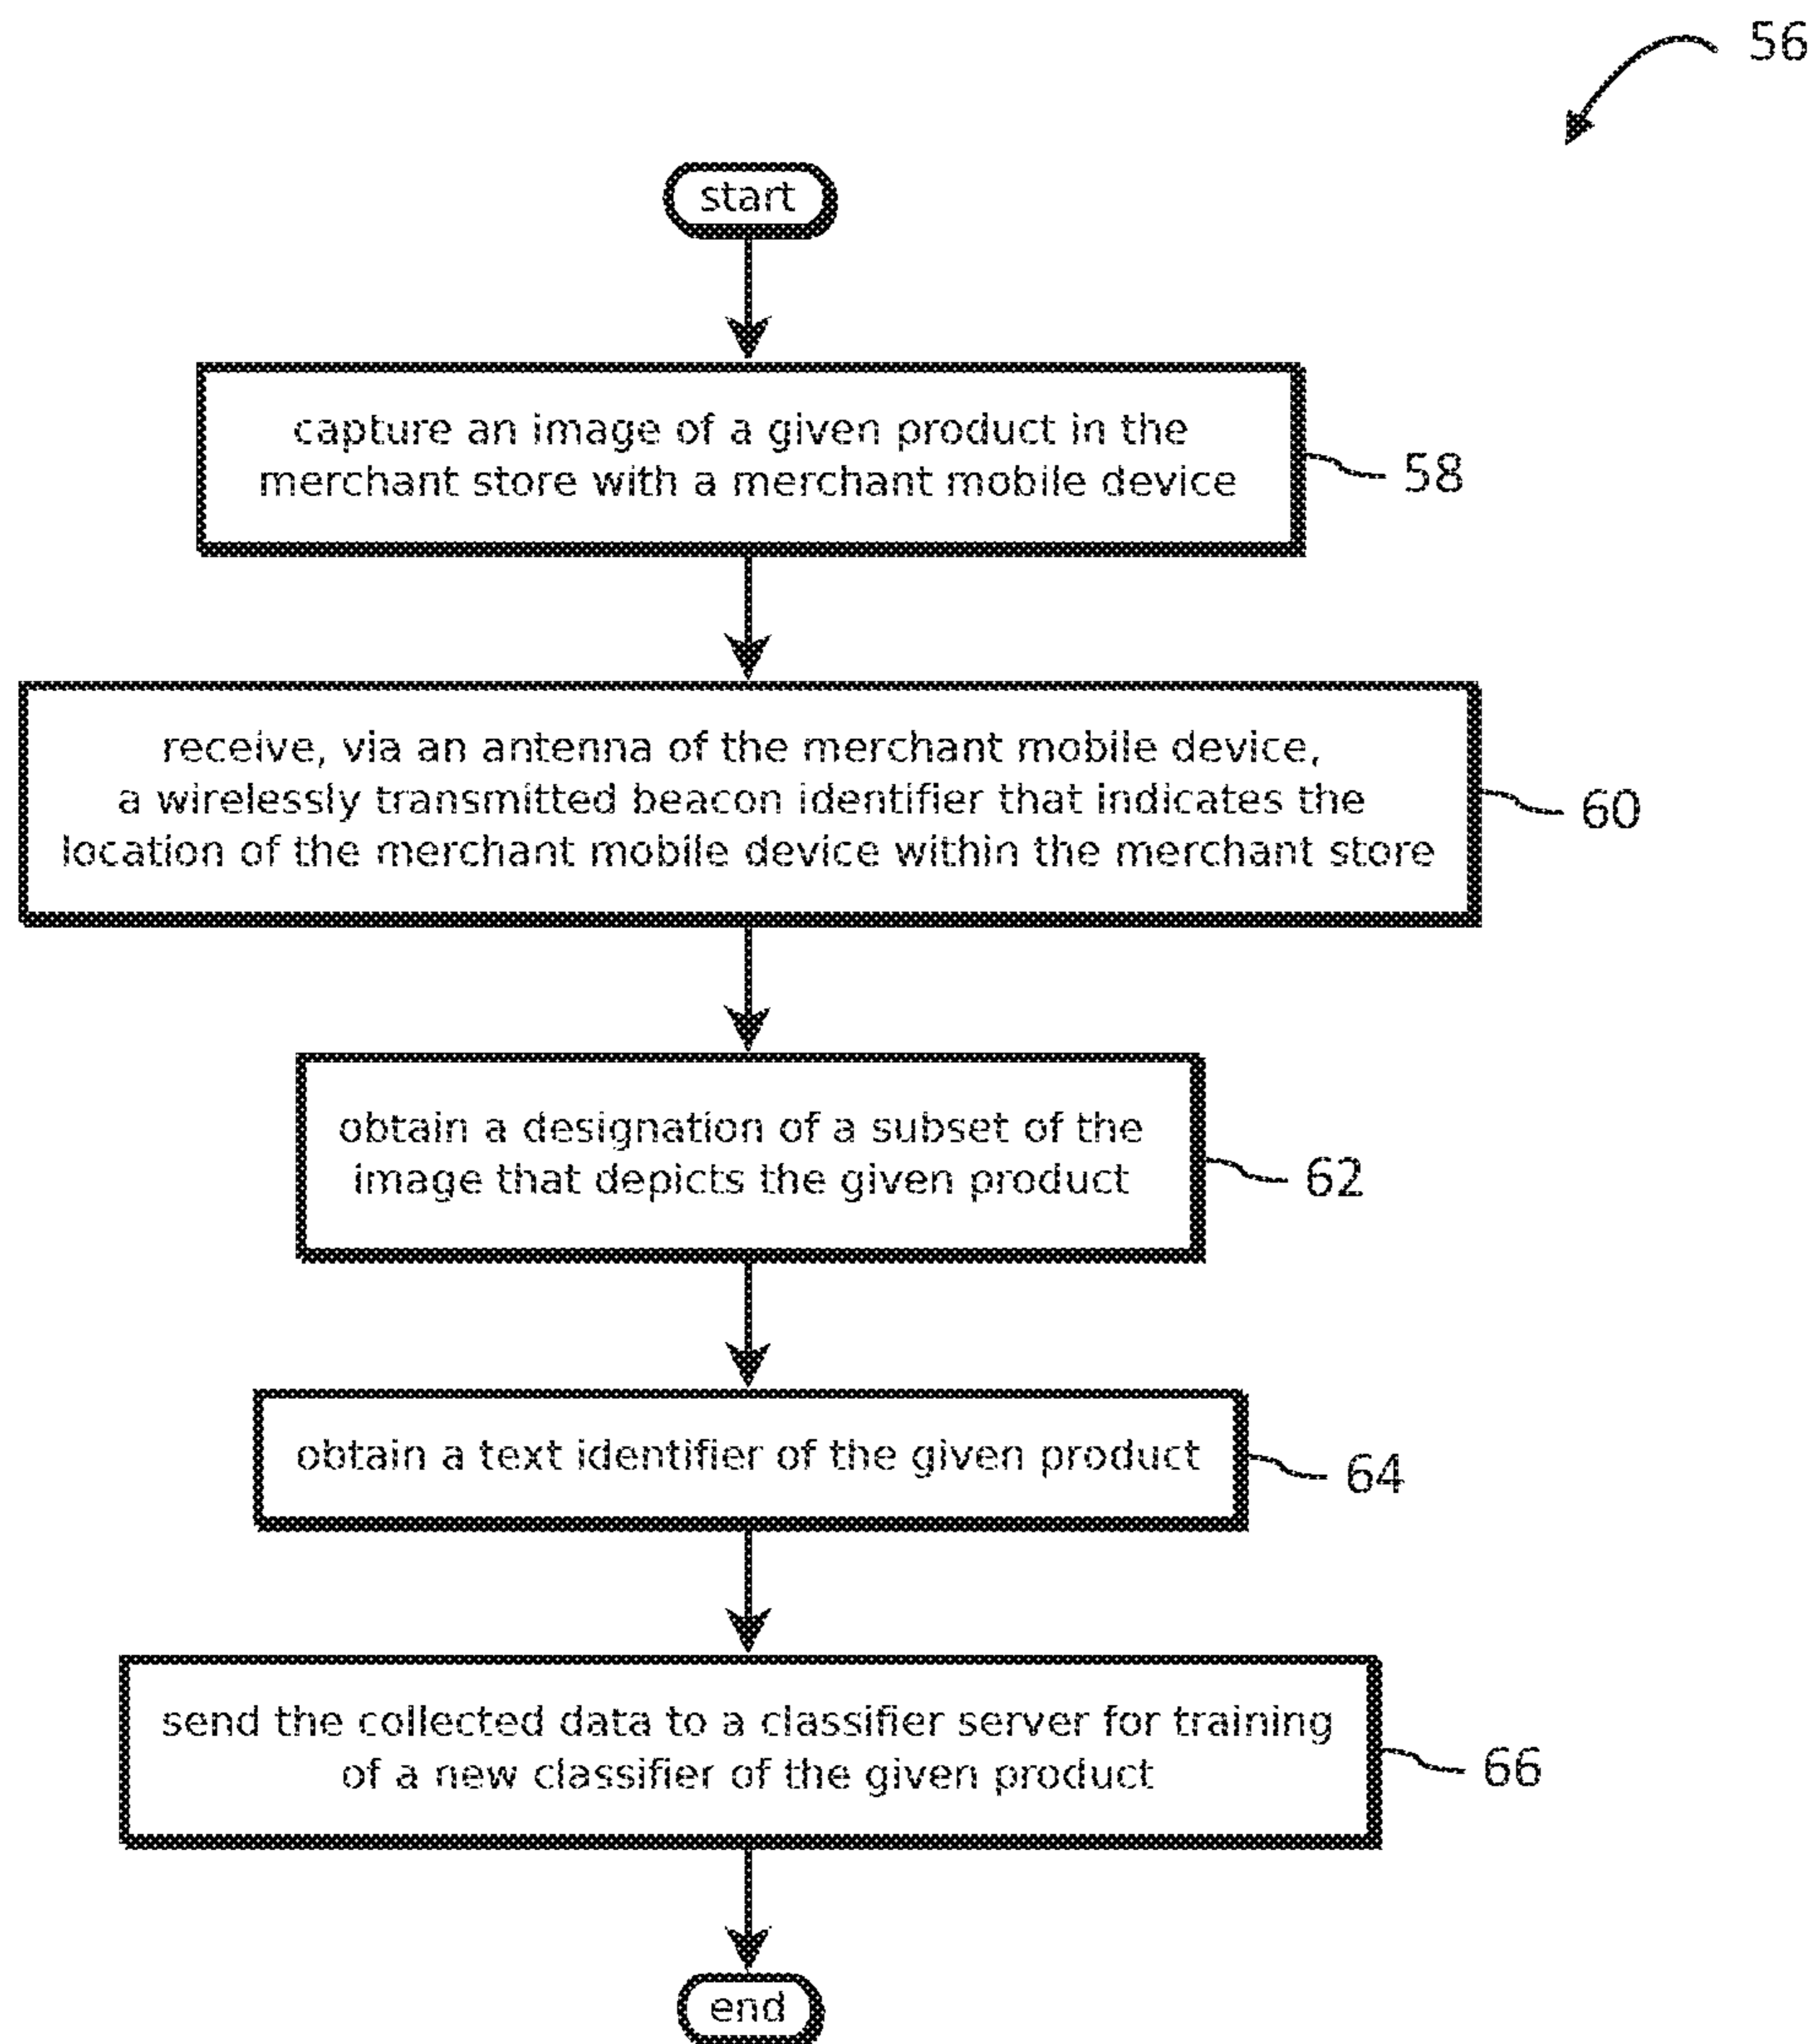 56
start
capture an image of a given product in the
merchant store with a merchant mobile device
58
receive, via an antenna of the merchant mobile device,
a wirelessly transmitted beacon identifier that indicates the
location of the merchant mobile device within the merchant store
60
obtain a designation of a subset of the
image that depicts the given product
62
obtain a text identifier of the given product
64
send the collected data to a classifier server for training
of a new classifier of the given product
66
end